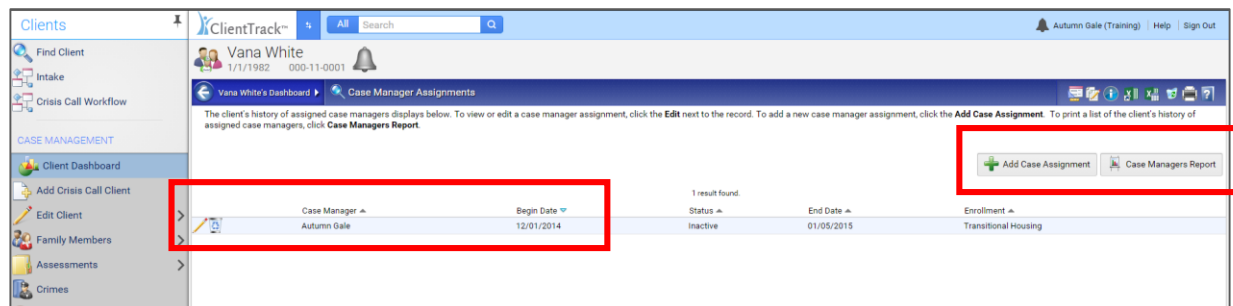 Clients
ClientTrack™
All Search
Autumn Gale (Training) | Help | Sign Out
Find Client
Intake
Crisis Call Workflow
CASE MANAGEMENT
Client Dashboard
Add Crisis Call Client
Edit Client
Family Members
Assessments
Crimes
Vana White
1/1/1982 000-11-0001
Vana White's Dashboard Case Manager Assignments
The client's history of assigned case managers displays below. To view or edit a case manager assignment, click the Edit next to the record. To add a new case manager assignment, click the Add Case Assignment. To print a list of the client's history of
assigned case managers, click Case Managers Report.
Add Case Assignment Case Managers Report
1 result found.
Case Manager Begin Date Status End Date Enrollment
Autumn Gale 12/01/2014 Inactive 01/05/2015 Transitional Housing